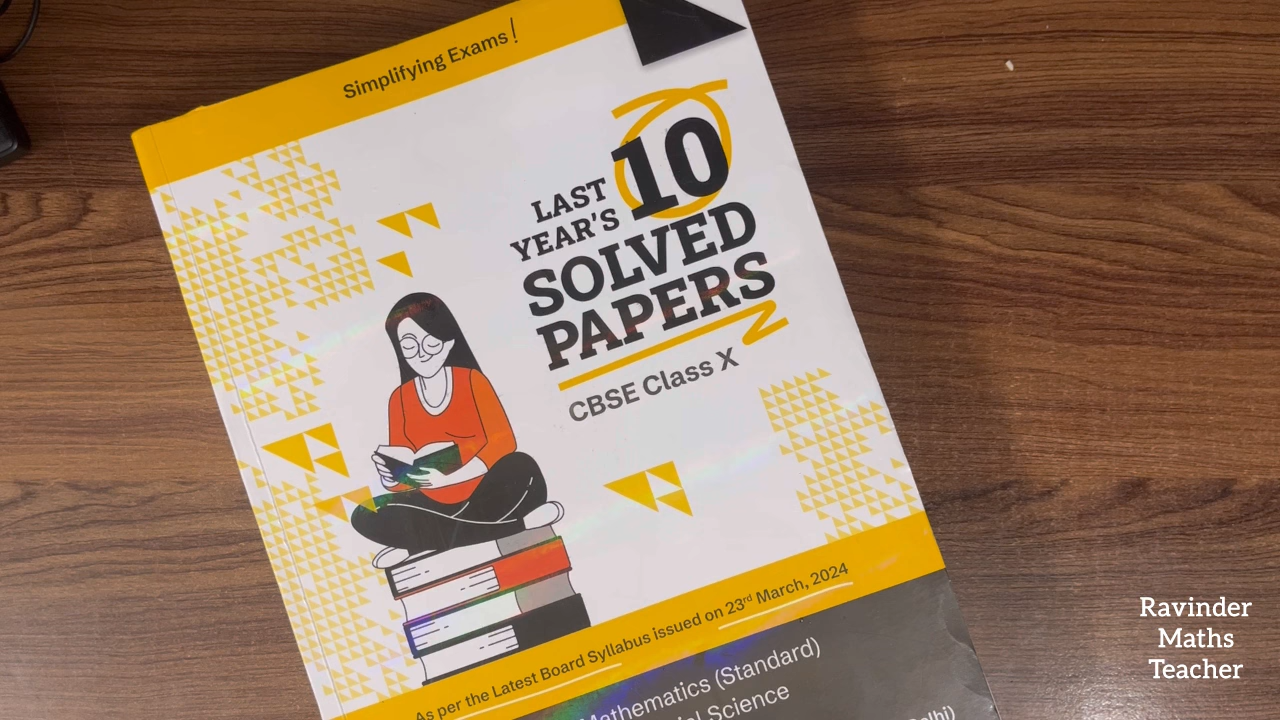 Simplifying Exams!
LAST
YEAR'S 10
SOLVED
PAPERS
CBSE Class X
As per the Latest Board Syllabus issued on 23rd March, 2024
Mathematics (Standard)
Science
Ravinder
Maths
Teacher